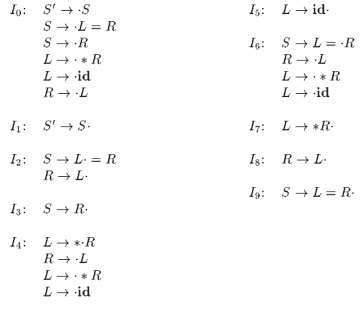 I₀: S′ → ·S
S → ·L = R
S → ·R
L → · ∗ R
L → ·id
R → ·L
I₁: S′ → S·
I₂: S → L· = R
R → L·
I₃: S → R·
I₄: L → ∗·R
R → ·L
L → · ∗ R
L → ·id
I₅: L → id·
I₆: S → L = ·R
R → ·L
L → · ∗ R
L → ·id
I₇: L → ∗R·
I₈: R → L·
I₉: S → L = R·